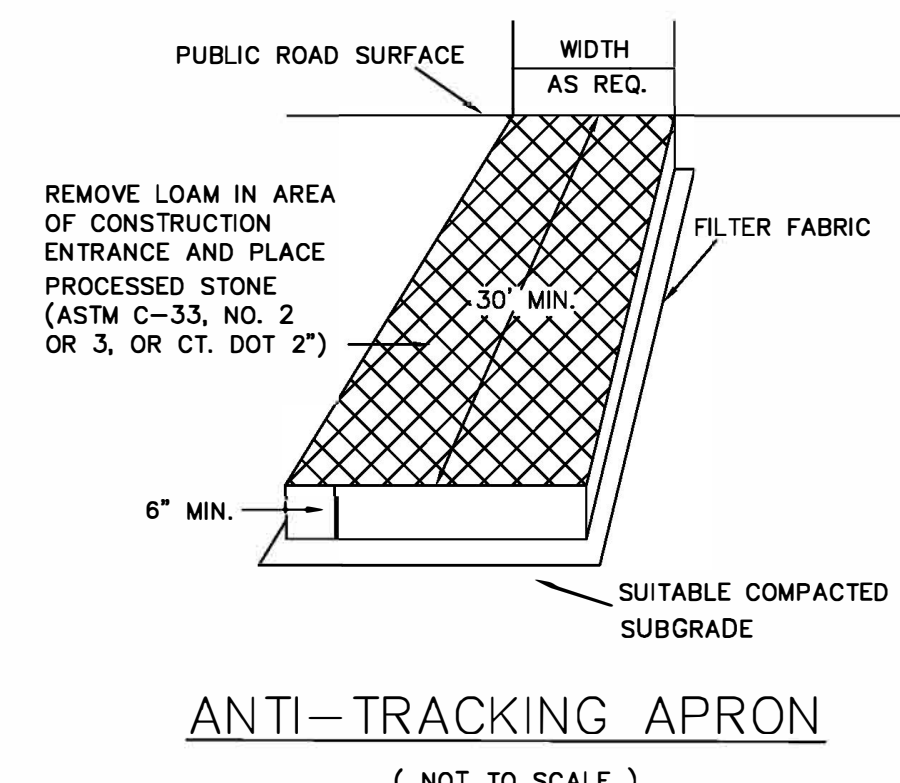 PUBLIC ROAD SURFACE
WIDTH
AS REQ.
REMOVE LOAM IN AREA
OF CONSTRUCTION
ENTRANCE AND PLACE
PROCESSED STONE
(ASTM C-33, NO. 2
OR 3, OR CT. DOT 2")
FILTER FABRIC
30' MIN.
6" MIN.
SUITABLE COMPACTED
SUBGRADE
ANTI-TRACKING APRON
( NOT TO SCALE )